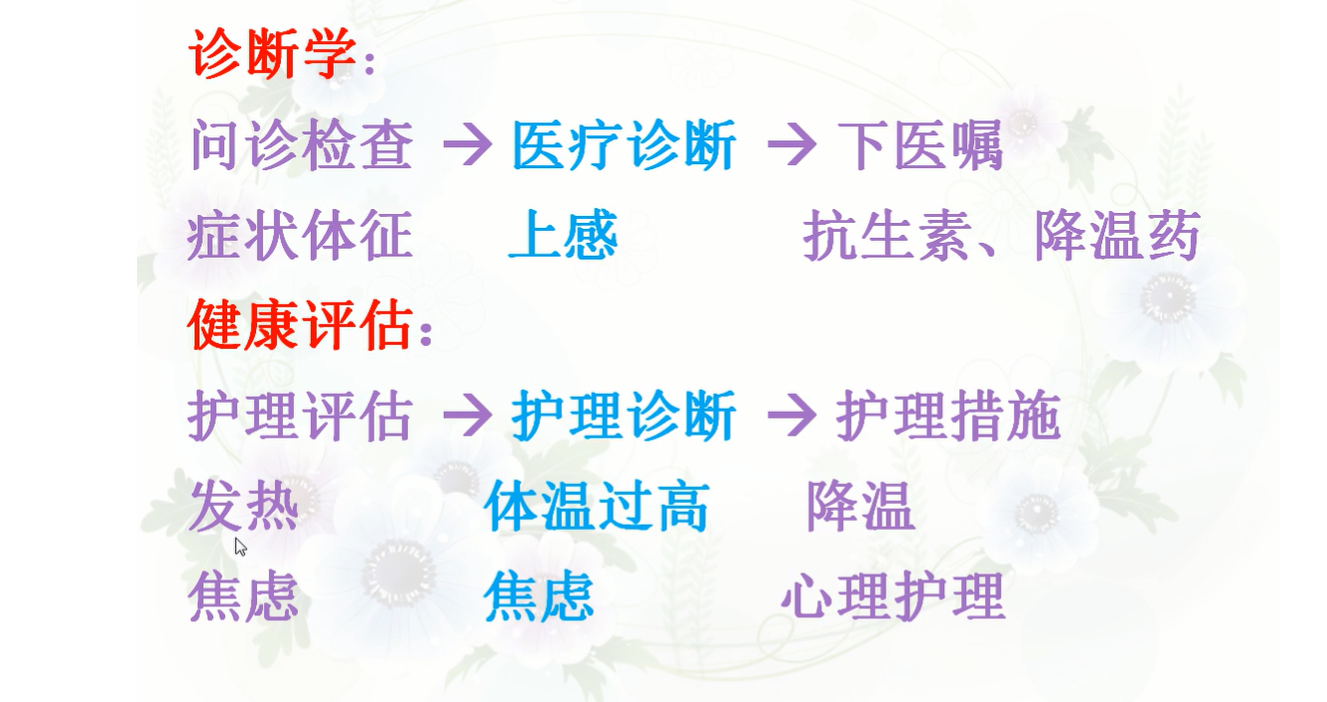 诊断学：
问诊检查 → 医疗诊断 → 下医嘱
症状体征 上感 抗生素、降温药
健康评估：
护理评估 → 护理诊断 → 护理措施
发热 体温过高 降温
焦虑 焦虑 心理护理